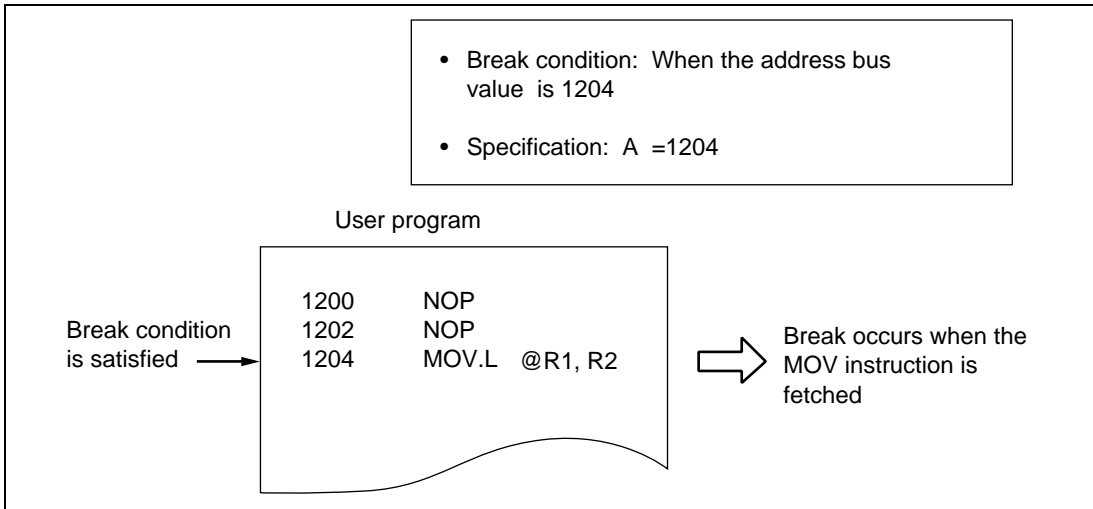 • Break condition: When the address bus
value is 1204
• Specification: A =1204
User program
1200 NOP
1202 NOP
1204 MOV.L @R1, R2
Break condition
is satisfied
Break occurs when the
MOV instruction is
fetched